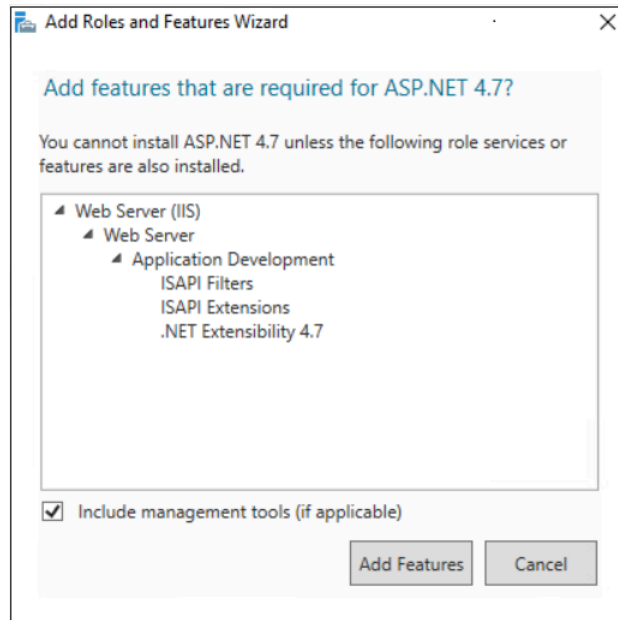 Add Roles and Features Wizard
Add features that are required for ASP.NET 4.7?
You cannot install ASP.NET 4.7 unless the following role services or
features are also installed.
Web Server (IIS)
Web Server
Application Development
ISAPI Filters
ISAPI Extensions
.NET Extensibility 4.7
Include management tools (if applicable)
Add Features
Cancel